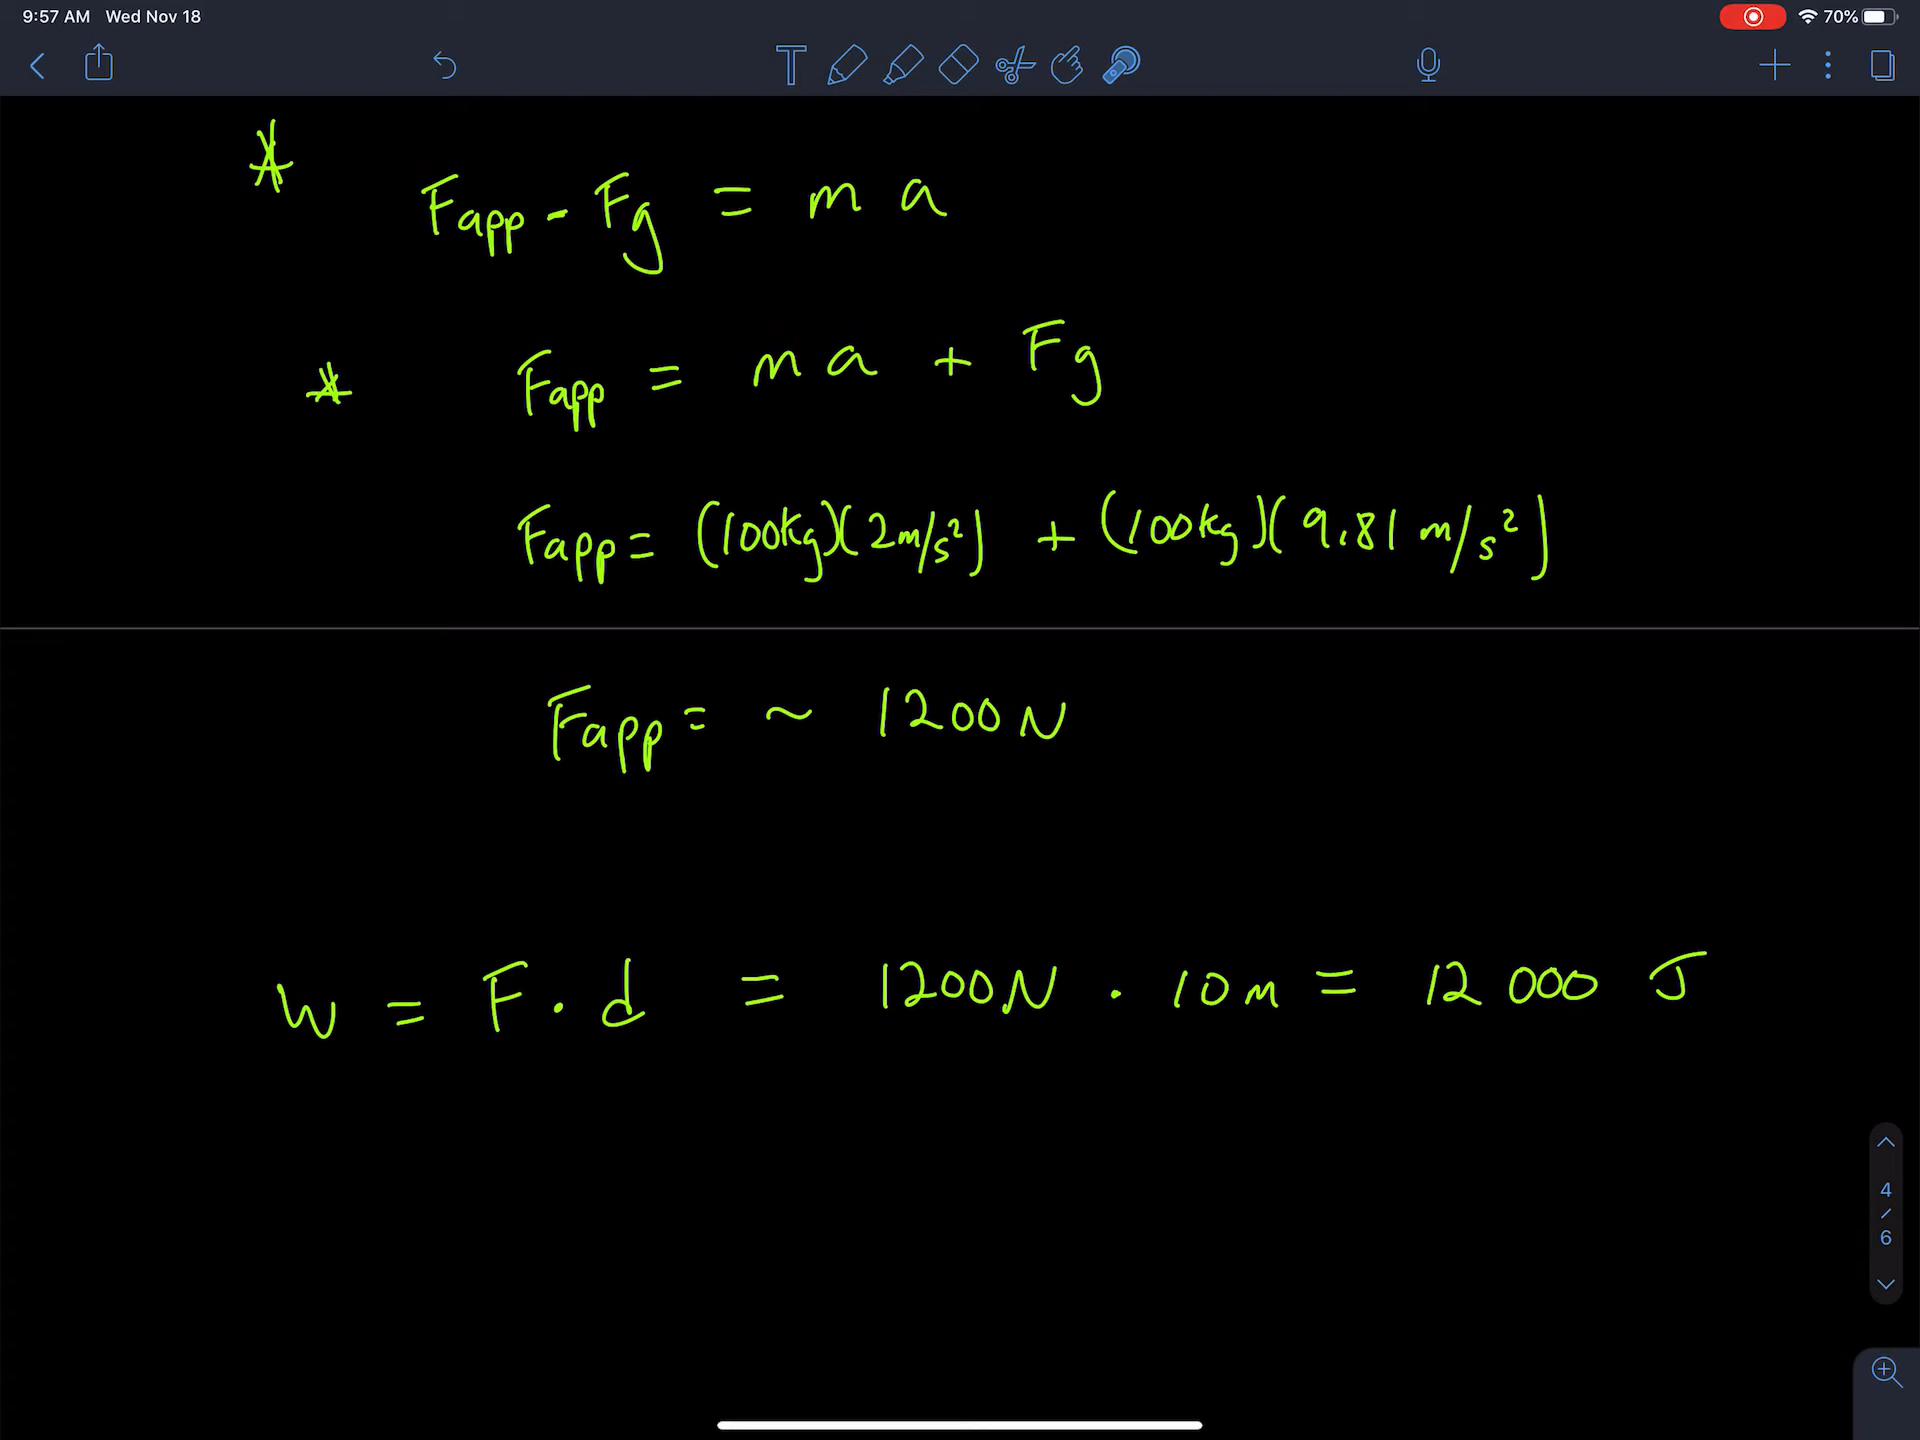 9:57 AM Wed Nov 18 70%
T
* Fapp - Fg = m a
* Fapp = m a + Fg
Fapp = (100kg)(2m/s²) + (100kg)(9.81 m/s²)
Fapp = ~ 1200 N
W = F · d = 1200N · 10 m = 12 000 J
4
/
6